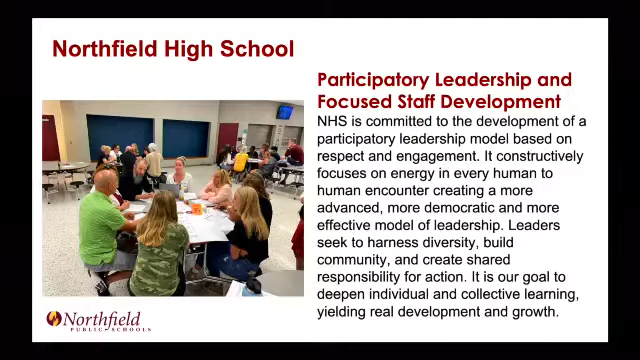 Northfield High School
Participatory Leadership and
Focused Staff Development
NHS is committed to the development of a
participatory leadership model based on
respect and engagement. It constructively
focuses on energy in every human to
human encounter creating a more
advanced, more democratic and more
effective model of leadership. Leaders
seek to harness diversity, build
community, and create shared
responsibility for action. It is our goal to
deepen individual and collective learning,
yielding real development and growth.
Northfield
PUBLIC SCHOOLS